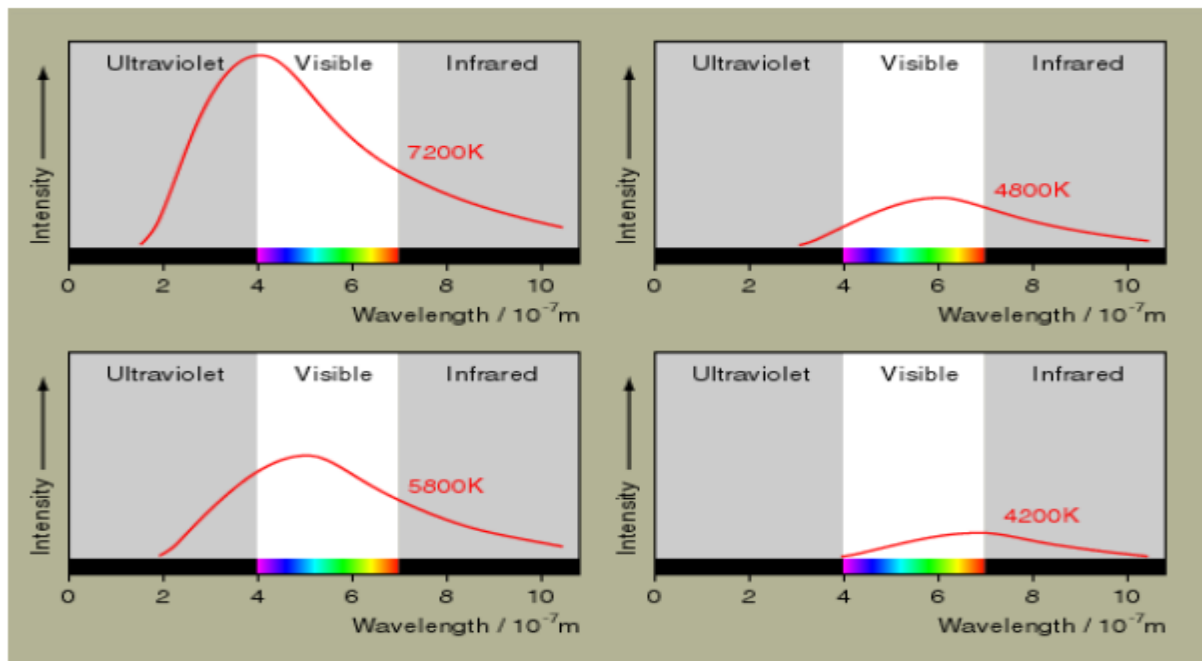 Ultraviolet Visible Infrared
7200K
Intensity
0 2 4 6 8 10
Wavelength / 10⁻⁷m
Ultraviolet Visible Infrared
4800K
Intensity
0 2 4 6 8 10
Wavelength / 10⁻⁷m
Ultraviolet Visible Infrared
5800K
Intensity
0 2 4 6 8 10
Wavelength / 10⁻⁷m
Ultraviolet Visible Infrared
4200K
Intensity
0 2 4 6 8 10
Wavelength / 10⁻⁷m